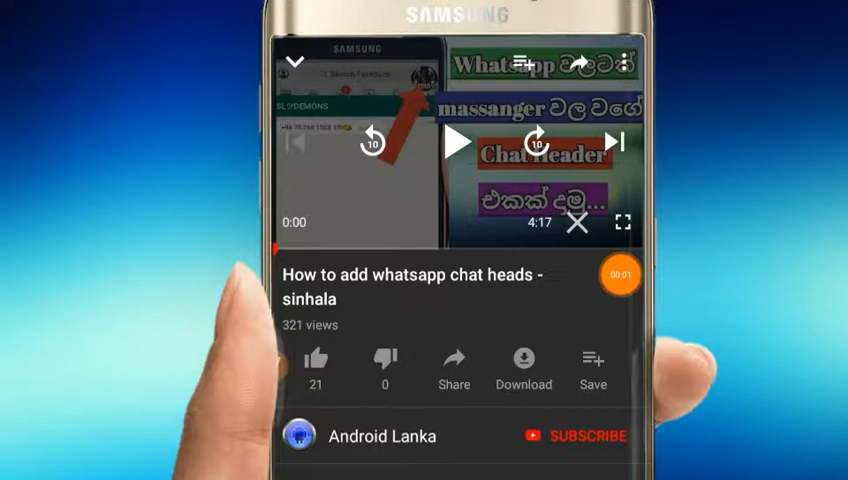 SAMSUNG
SAMSUNG
Search Facebook
Whatsapp වලටත්
SLDEMONS
massanger වල වගේ
10
10
Chat Header
එකක් දාමු...
0:00
4:17
How to add whatsapp chat heads -
sinhala
00:01
321 views
21
0
Share
Download
Save
Android Lanka
SUBSCRIBE